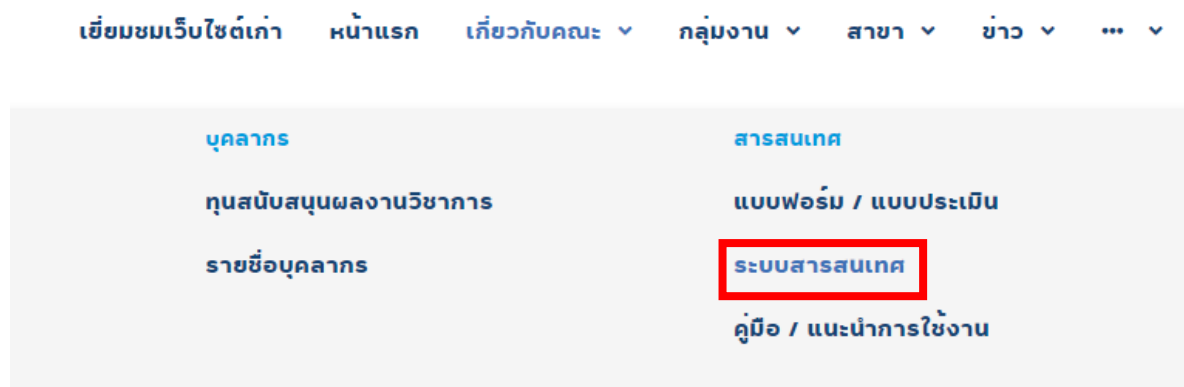 เยี่ยมชมเว็บไซต์เก่า หน้าแรก เกี่ยวกับคณะ กลุ่มงาน สาขา ข่าว ...
บุคลากร สารสนเทศ
ทุนสนับสนุนผลงานวิชาการ แบบฟอร์ม / แบบประเมิน
รายชื่อบุคลากร ระบบสารสนเทศ
คู่มือ / แนะนำการใช้งาน